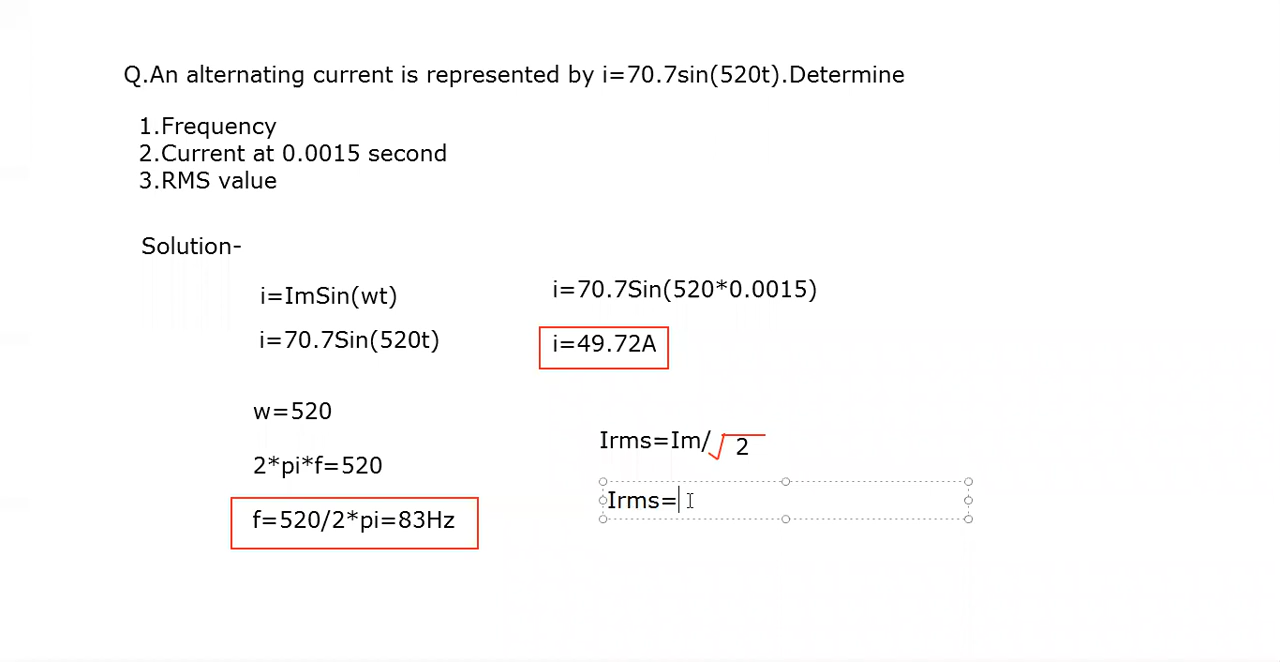 Q.An alternating current is represented by i=70.7sin(520t).Determine
1.Frequency
2.Current at 0.0015 second
3.RMS value
Solution-
i=ImSin(wt)
i=70.7Sin(520t)
w=520
2*pi*f=520
f=520/2*pi=83Hz
i=70.7Sin(520*0.0015)
i=49.72A
Irms=Im/√2
Irms=